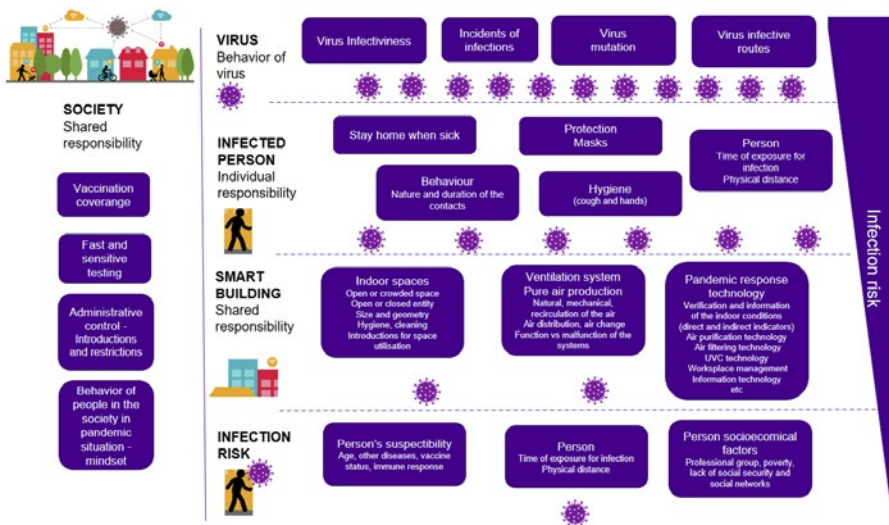 SOCIETY
Shared
responsibility
Vaccination
coverange
Fast and
sensitive
testing
Administrative
control -
Introductions
and restrictions
Behavior of
people in the
society in
pandemic
situation -
mindset
VIRUS
Behavior of
virus
Virus Infectiviness
Incidents of
infections
Virus
mutation
Virus infective
routes
INFECTED
PERSON
Individual
responsibility
Stay home when sick
Protection
Masks
Person
Time of exposure for
infection
Physical distance
Behaviour
Nature and duration of the
contacts
Hygiene
(cough and hands)
SMART
BUILDING
Shared
responsibility
Indoor spaces
Open or crowded space
Open or closed entity
Size and geometry
Hygiene, cleaning
Introductions for space
utilisation
Ventilation system
Pure air production
Natural, mechanical,
recirculation of the air
Air distribution, air change
Function vs malfunction of the
systems
Pandemic response
technology
Verification and information
of the indoor conditions
(direct and indirect indicators)
Air purification technology
Air filtering technology
UVC technology
Workplace management
Information technology
etc
INFECTION
RISK
Person's suspectibility
Age, other diseases, vaccine
status, immune response
Person
Time of exposure for infection
Physical distance
Person socioecomical
factors
Professional group, poverty,
lack of social security and
social networks
Infection risk